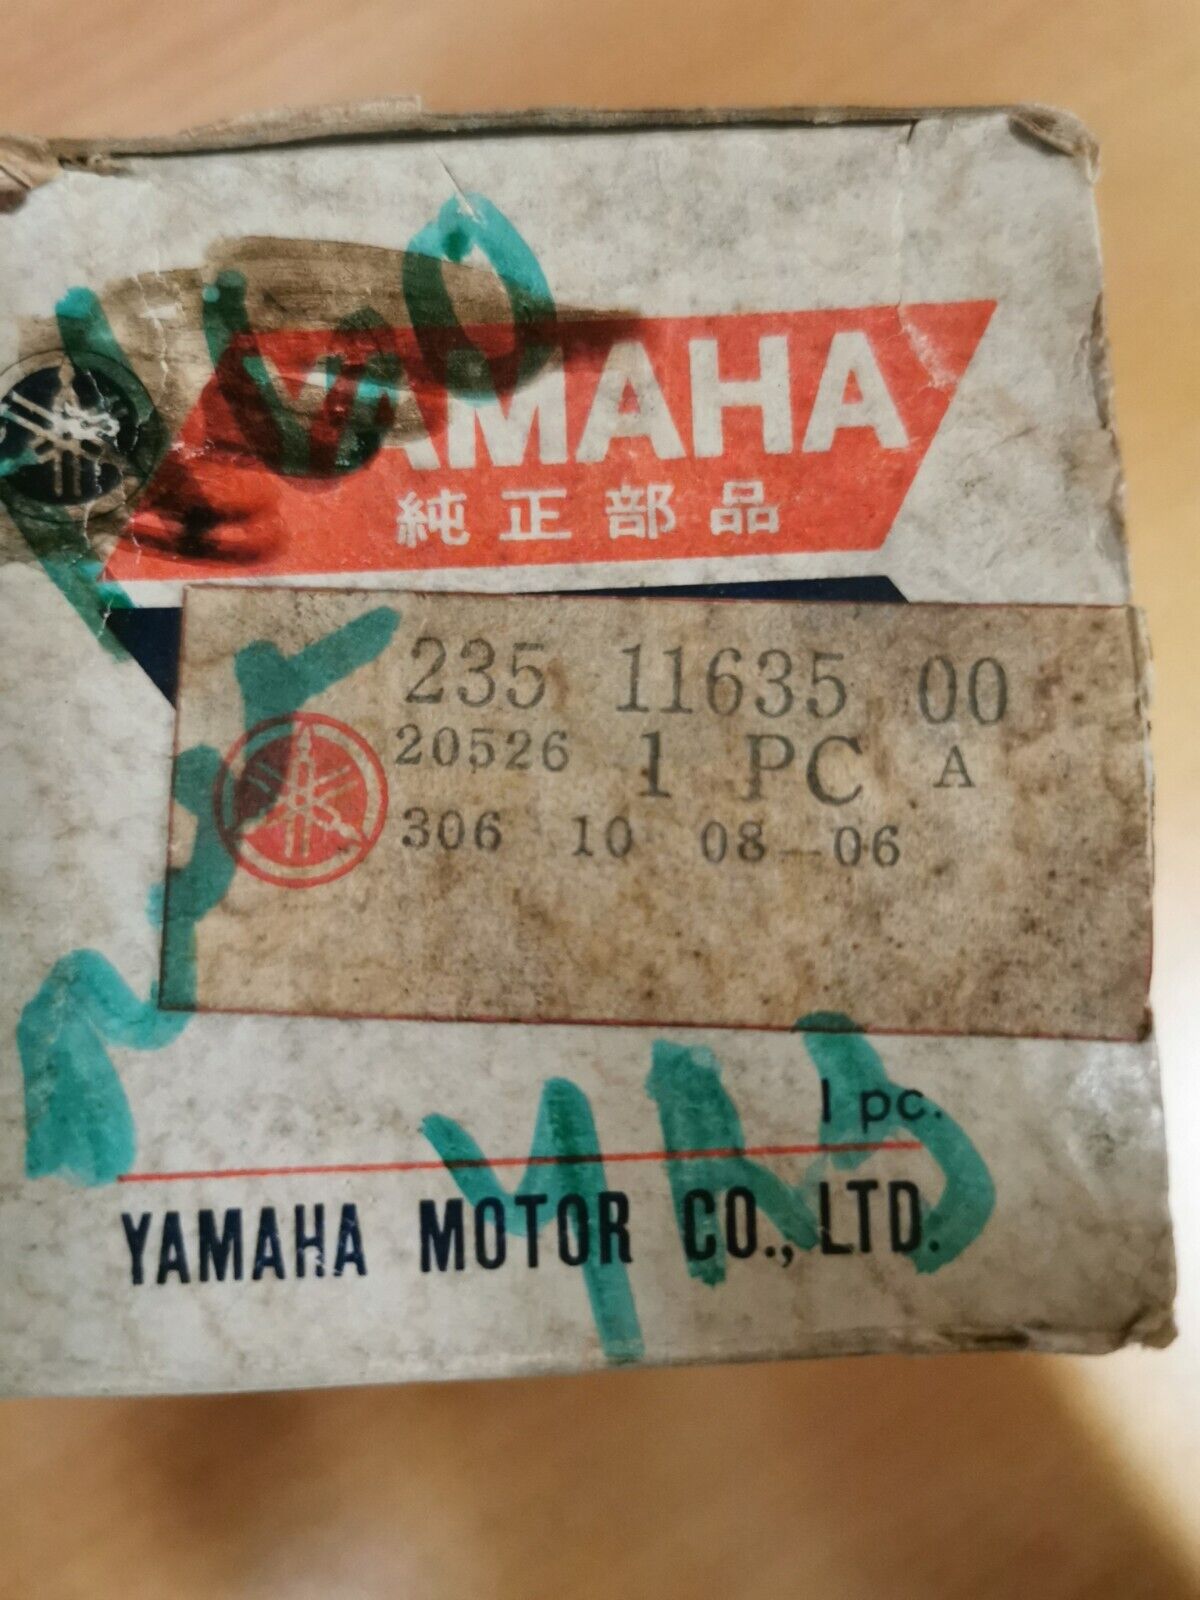 YAMAHA
純正部品
235 11635 00
20526 1 PC A
306 10 08-06
1 pc.
YAMAHA MOTOR CO., LTD.